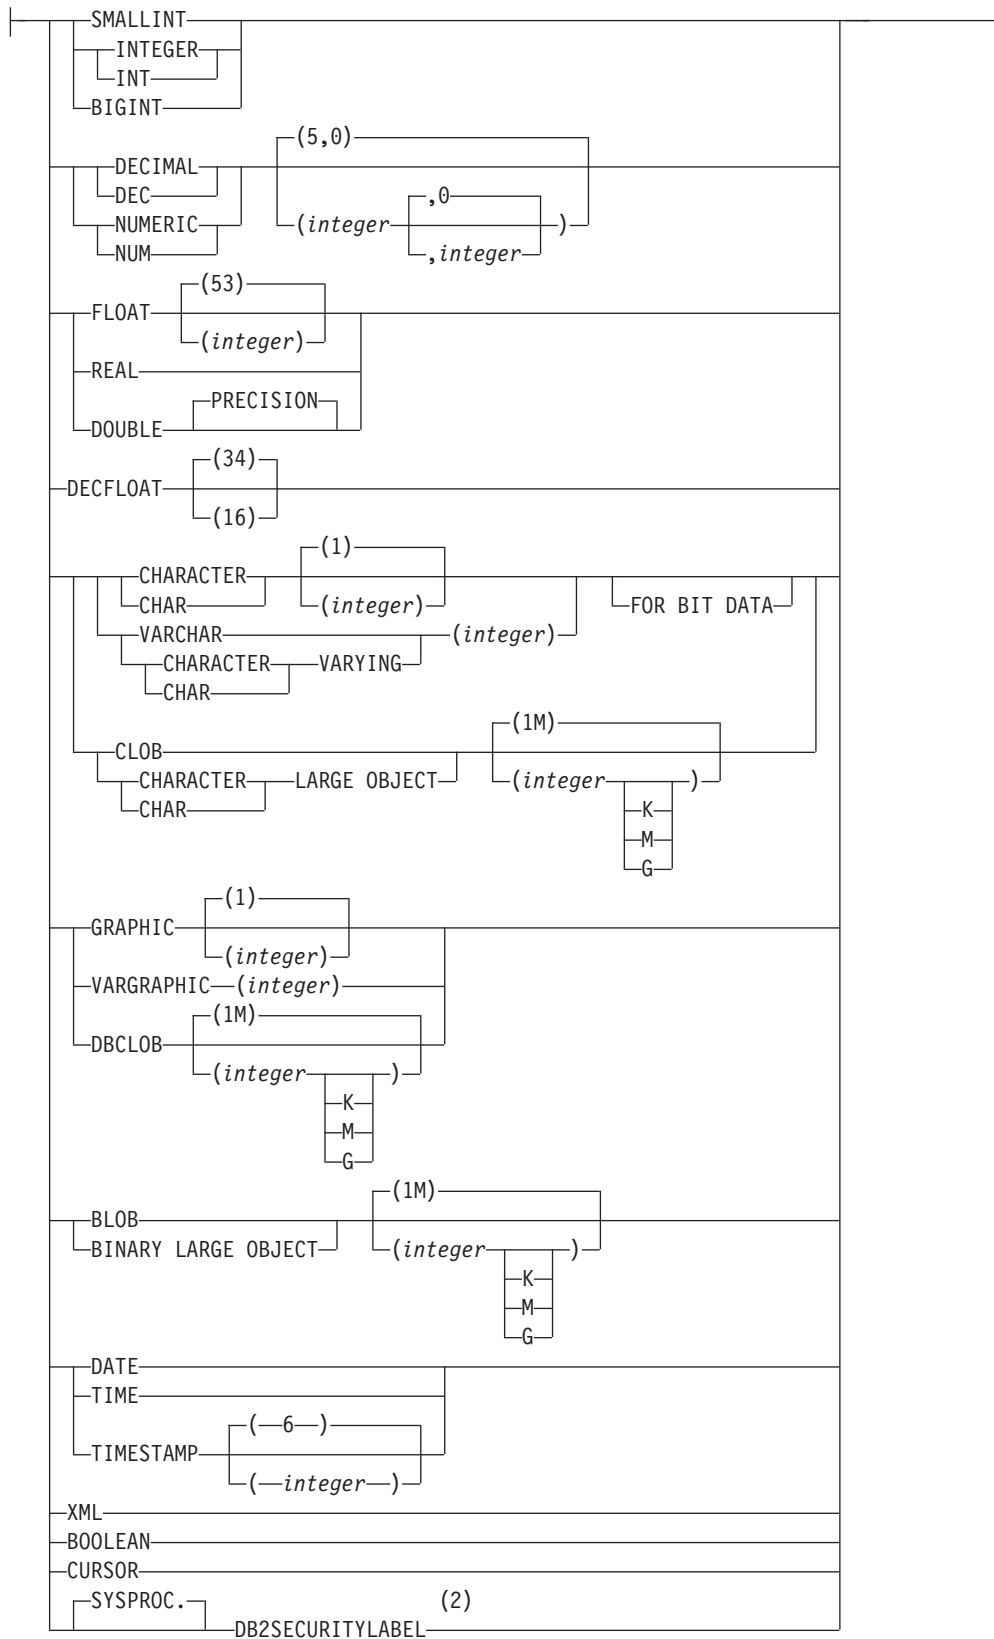 SMALLINT
INTEGER
INT
BIGINT
(5,0)
DECIMAL
DEC
,0
NUMERIC
(integer )
NUM
,integer
(53)
FLOAT
(integer)
REAL
PRECISION
DOUBLE
(34)
DECFLOAT
(16)
(1)
CHARACTER
CHAR
(integer)
FOR BIT DATA
VARCHAR
(integer)
CHARACTER
VARYING
CHAR
(1M)
CLOB
CHARACTER
LARGE OBJECT
(integer )
CHAR
K
M
G
(1)
GRAPHIC
(integer)
VARGRAPHIC
(integer)
(1M)
DBCLOB
(integer )
K
M
G
(1M)
BLOB
BINARY LARGE OBJECT
(integer )
K
M
G
DATE
TIME
( 6 )
TIMESTAMP
( integer )
XML
BOOLEAN
CURSOR
SYSPROC.
(2)
DB2SECURITYLABEL